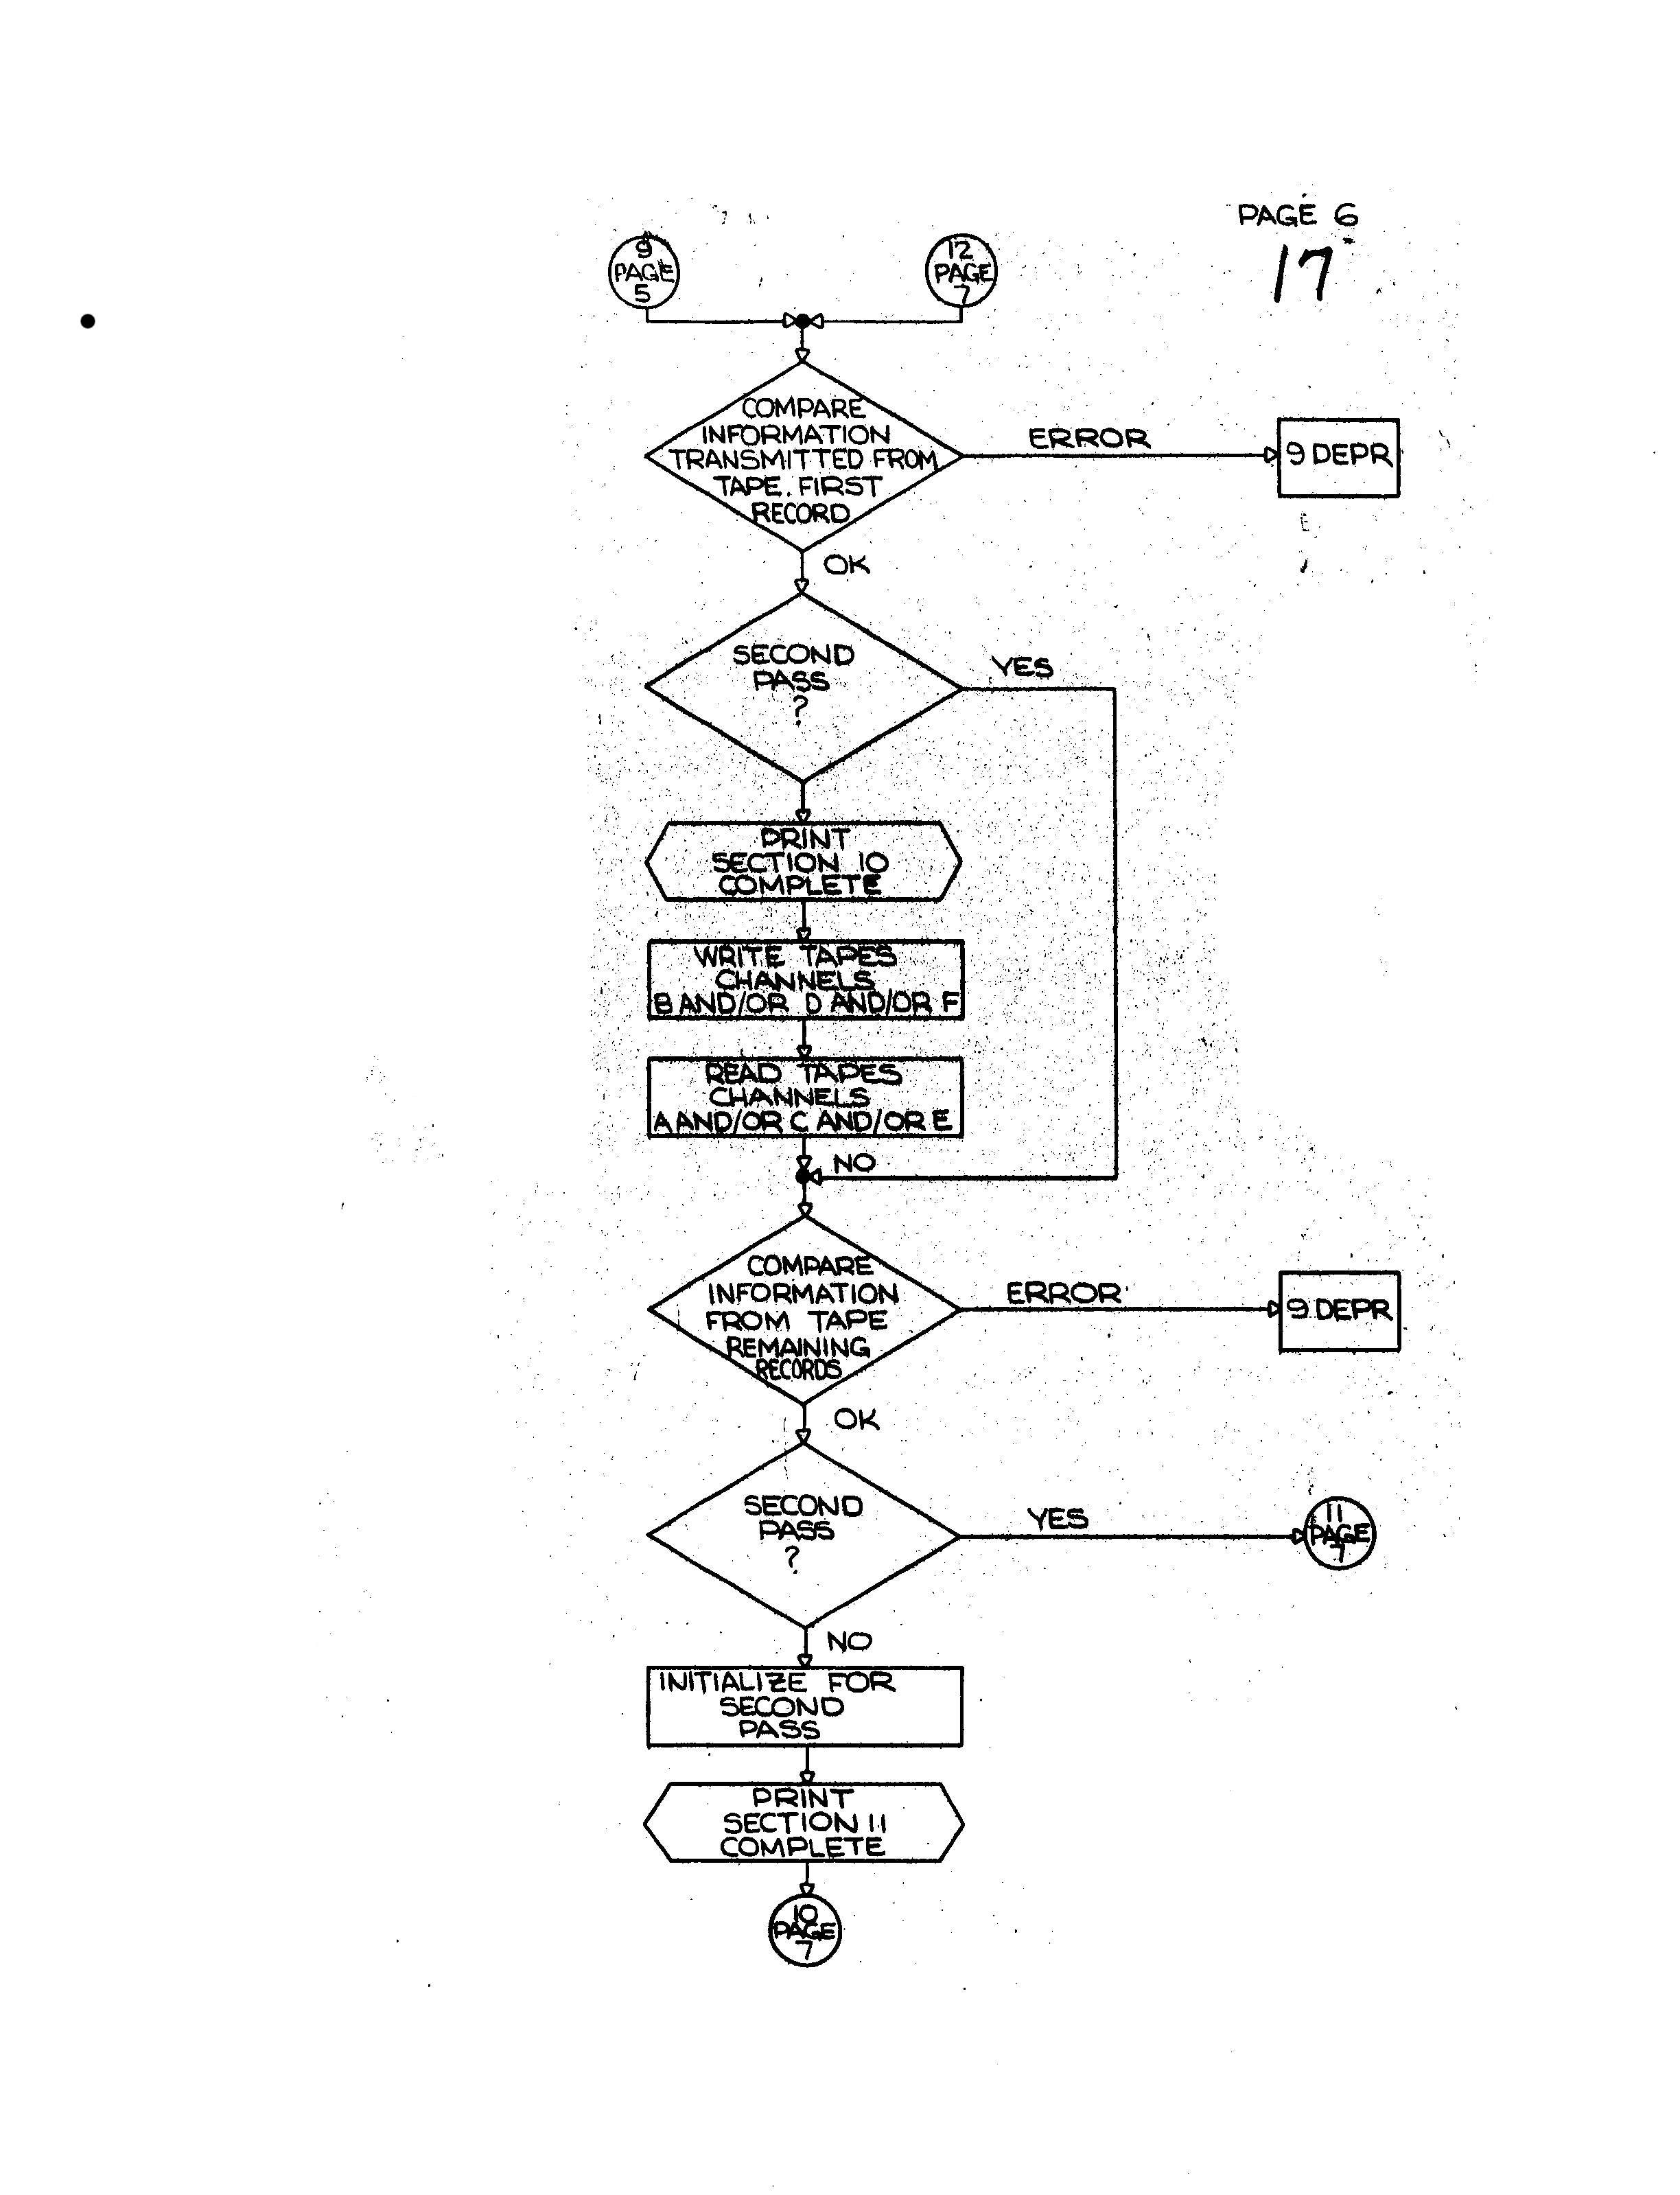 PAGE 6
17
9
PAGE
5
12
PAGE
7
COMPARE
INFORMATION
TRANSMITTED FROM
TAPE. FIRST
RECORD
ERROR
9 DEPR
OK
SECOND
PASS
?
YES
PRINT
SECTION 10
COMPLETE
WRITE TAPES
CHANNELS
B AND/OR D AND/OR F
READ TAPES
CHANNELS
A AND/OR C AND/OR E
NO
COMPARE
INFORMATION
FROM TAPE
REMAINING
RECORDS
ERROR
9 DEPR
OK
SECOND
PASS
?
YES
11
PAGE
7
NO
INITIALIZE FOR
SECOND
PASS
PRINT
SECTION 11
COMPLETE
10
PAGE
7